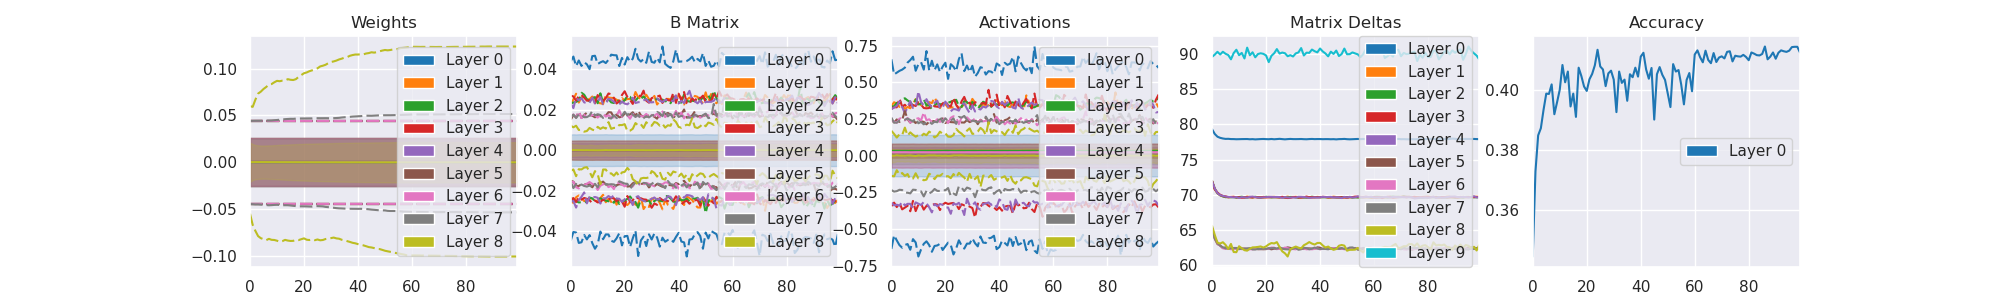 Weights
0.10
0.05
0.00
−0.05
−0.10
0
20
40
60
80
Layer 0
Layer 1
Layer 2
Layer 3
Layer 4
Layer 5
Layer 6
Layer 7
Layer 8
B Matrix
0.04
0.02
0.00
−0.02
−0.04
0
20
40
60
80
Layer 0
Layer 1
Layer 2
Layer 3
Layer 4
Layer 5
Layer 6
Layer 7
Layer 8
Activations
0.75
0.50
0.25
0.00
−0.25
−0.50
−0.75
0
20
40
60
80
Layer 0
Layer 1
Layer 2
Layer 3
Layer 4
Layer 5
Layer 6
Layer 7
Layer 8
Matrix Deltas
90
85
80
75
70
65
60
0
20
40
60
80
Layer 0
Layer 1
Layer 2
Layer 3
Layer 4
Layer 5
Layer 6
Layer 7
Layer 8
Layer 9
Accuracy
0.40
0.38
0.36
0
20
40
60
80
Layer 0